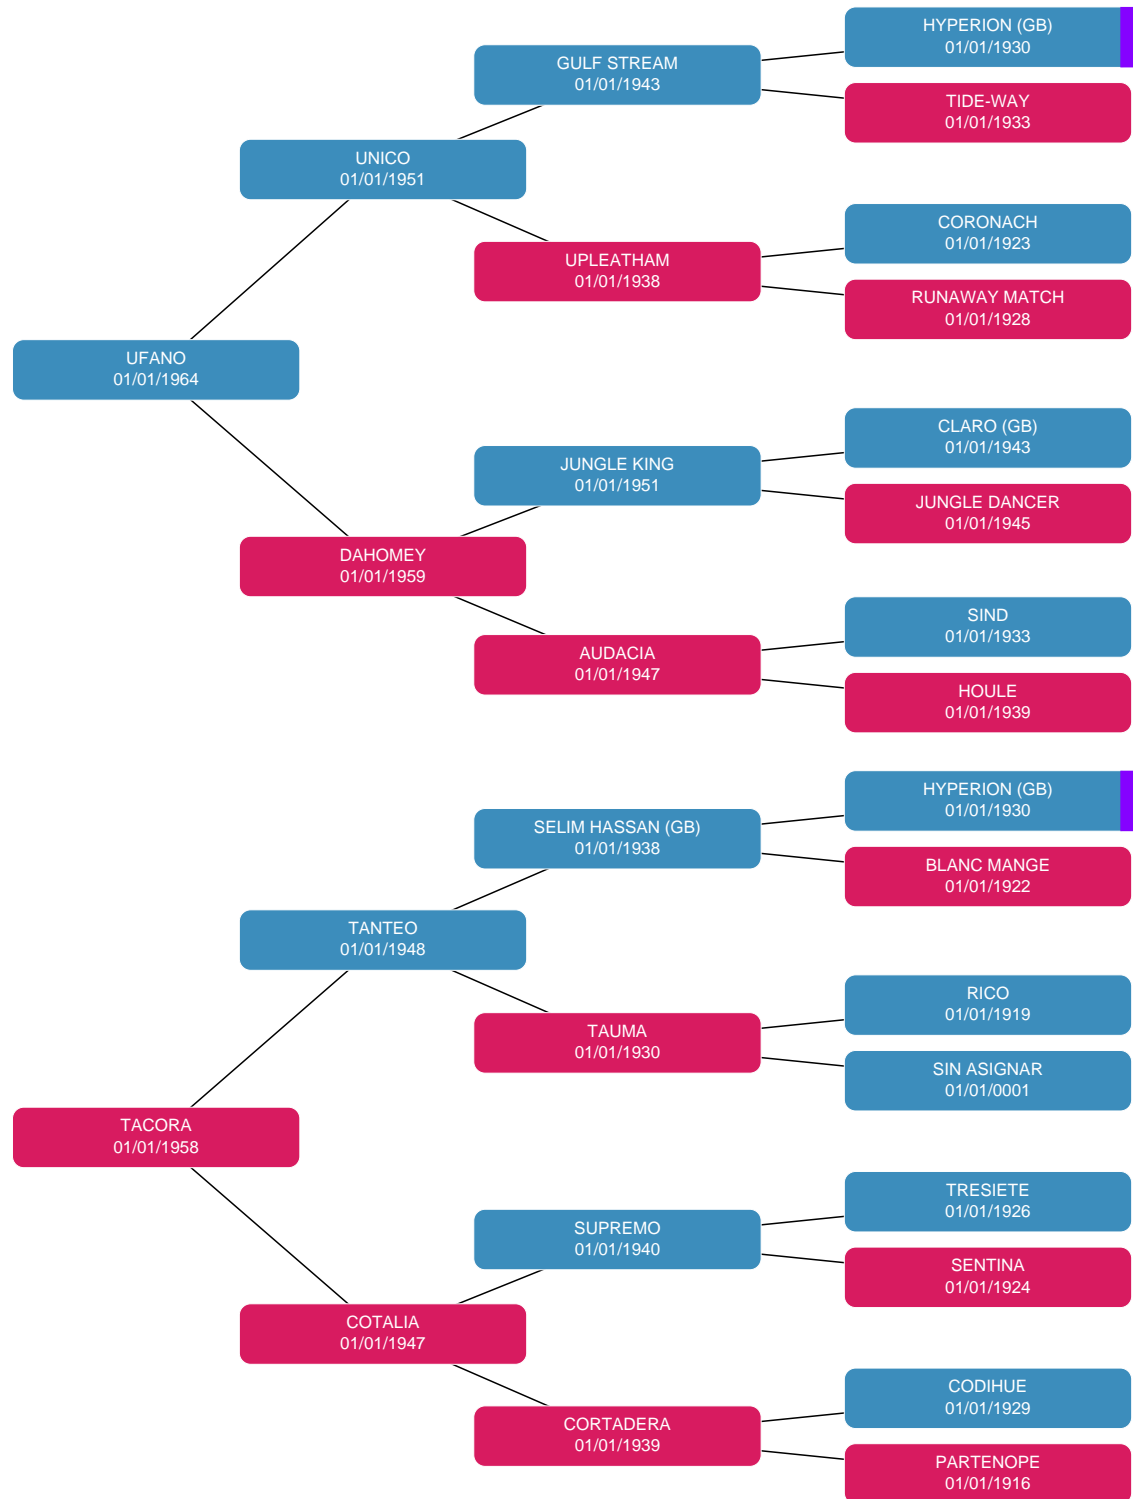 HYPERION (GB)
01/01/1930
GULF STREAM
01/01/1943
TIDE-WAY
01/01/1933
UNICO
01/01/1951
CORONACH
01/01/1923
UPLEATHAM
01/01/1938
RUNAWAY MATCH
01/01/1928
UFANO
01/01/1964
CLARO (GB)
01/01/1943
JUNGLE KING
01/01/1951
JUNGLE DANCER
01/01/1945
DAHOMEY
01/01/1959
SIND
01/01/1933
AUDACIA
01/01/1947
HOULE
01/01/1939
HYPERION (GB)
01/01/1930
SELIM HASSAN (GB)
01/01/1938
BLANC MANGE
01/01/1922
TANTEO
01/01/1948
RICO
01/01/1919
TAUMA
01/01/1930
SIN ASIGNAR
01/01/0001
TACORA
01/01/1958
TRESIETE
01/01/1926
SUPREMO
01/01/1940
SENTINA
01/01/1924
COTALIA
01/01/1947
CODIHUE
01/01/1929
CORTADERA
01/01/1939
PARTENOPE
01/01/1916